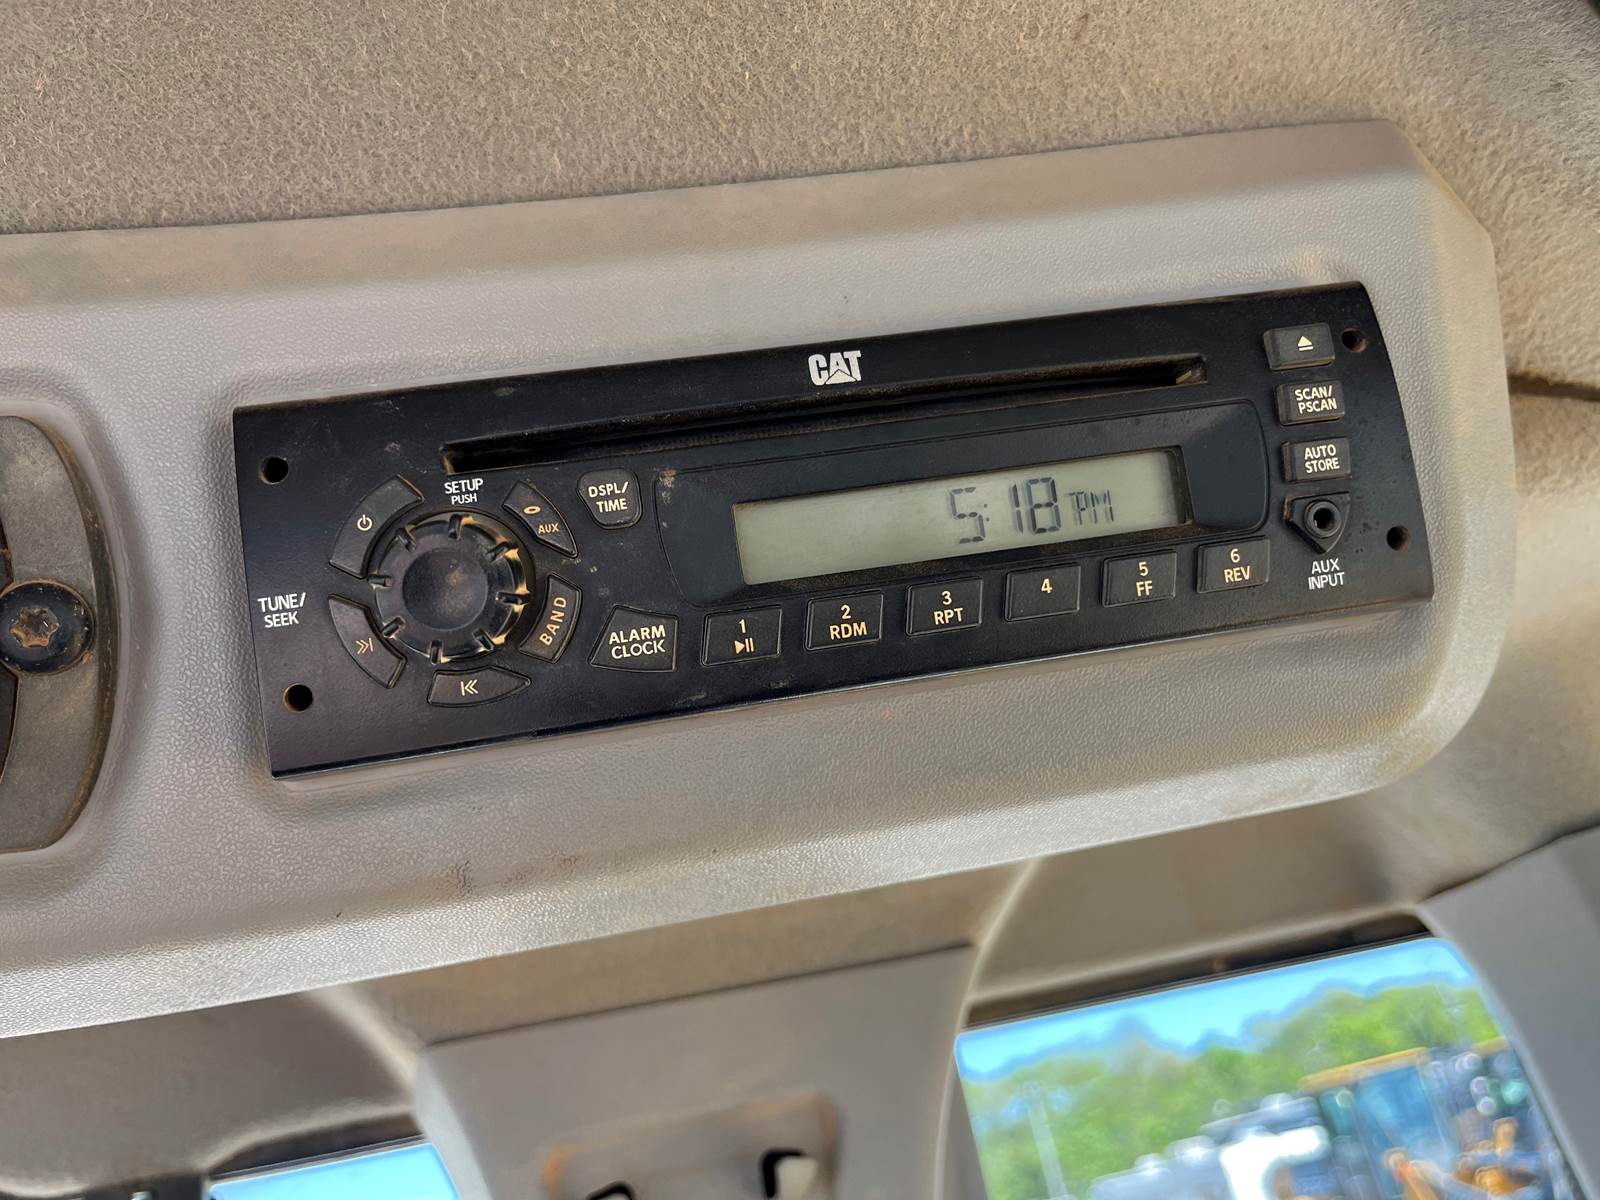 CAT
SETUP
PUSH
AUX
DSPL/
TIME
5:18 PM
SCAN/
PSCAN
AUTO
STORE
AUX
INPUT
TUNE/
SEEK
BAND
ALARM
CLOCK
1
2
RDM
3
RPT
4
5
FF
6
REV